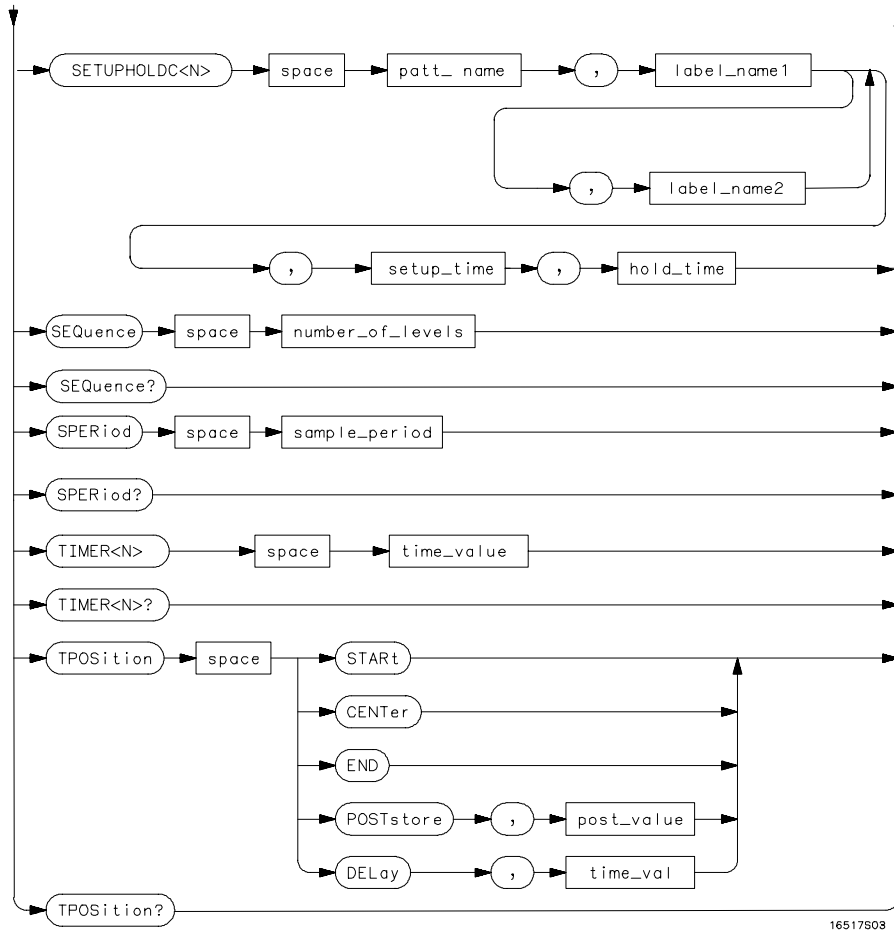 SETUPHOLDC<N> space patt_ name , label_name1
, label_name2
, setup_time , hold_time
SEQuence space number_of_levels
SEQuence?
SPERiod space sample_period
SPERiod?
TIMER<N> space time_value
TIMER<N>?
TPOSition space STARt
CENTer
END
POSTstore , post_value
DELay , time_val
TPOSition?
16517S03